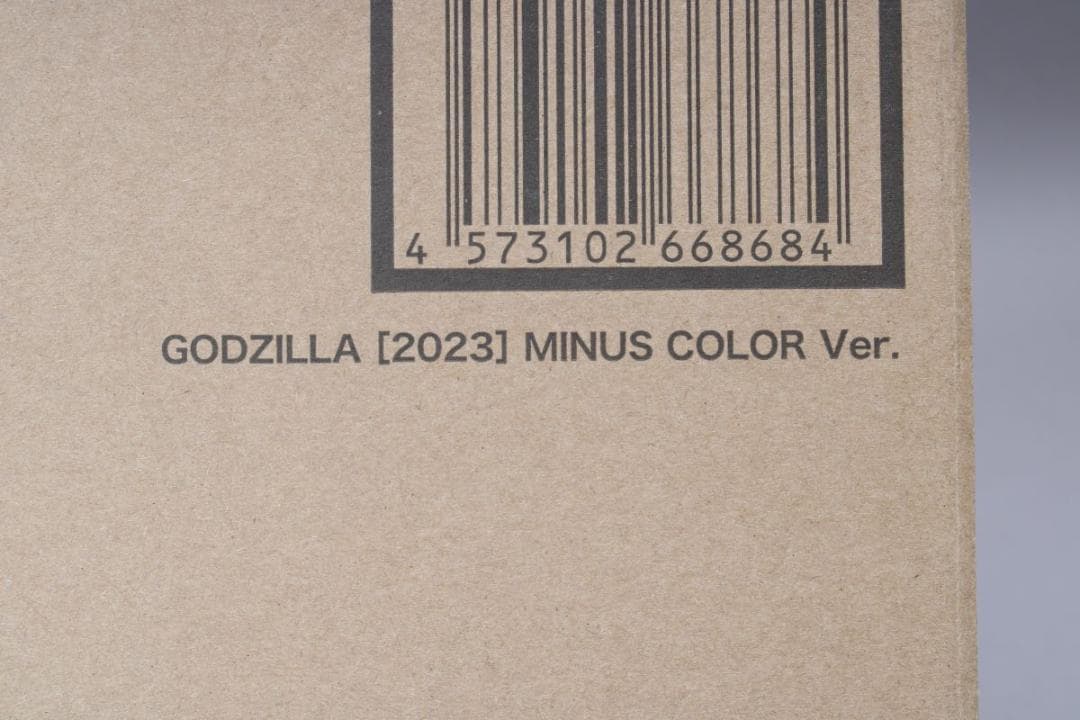 4 573102 668684
GODZILLA [2023] MINUS COLOR Ver.